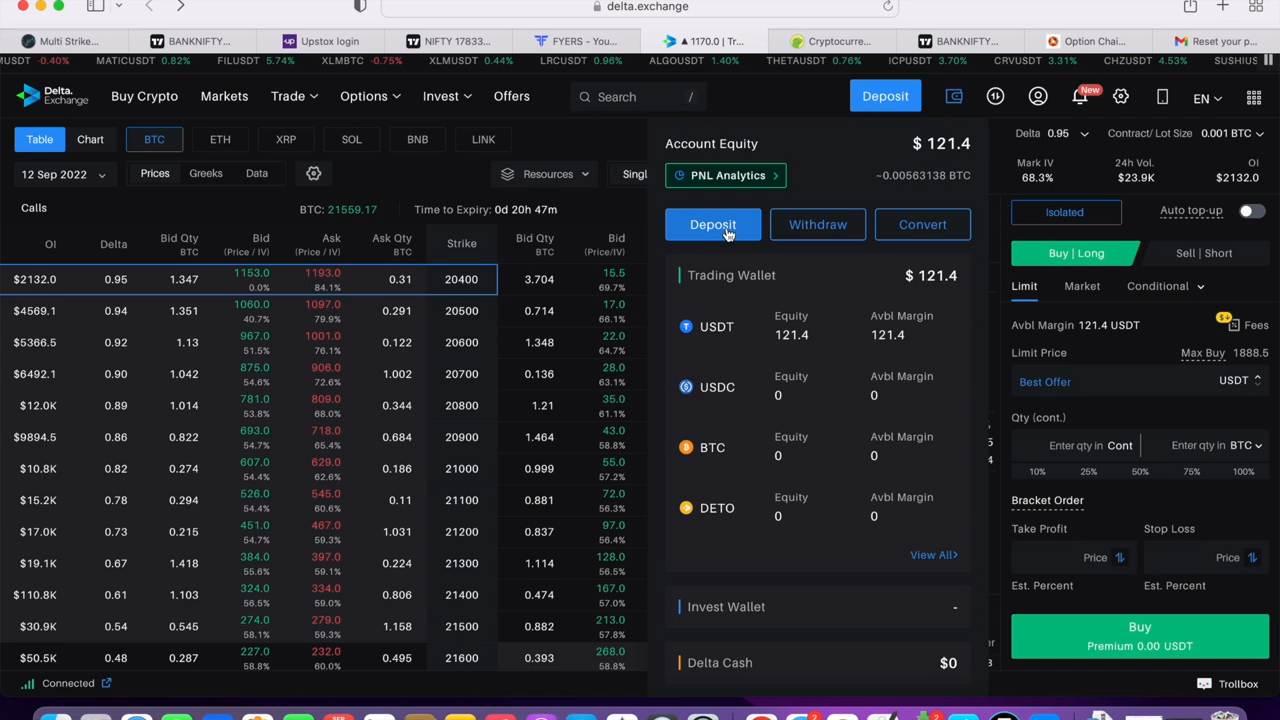 delta.exchange
Multi Strike...
BANKNIFTY...
Upstox login
NIFTY 17833...
FYERS - You...
▲ 1170.0 | Tr...
Cryptocurre...
BANKNIFTY...
Option Chai...
Reset your p...
MUSDT -0.40% MATICUSDT 0.82% FILUSDT 5.74% XLMBTC -0.75% XLMUSDT 0.44% LRCUSDT 0.96% ALGOUSDT 1.40% THETAUSDT 0.76% ICPUSDT 3.70% CRVUSDT 3.31% CHZUSDT 4.53% SUSHIUS
Delta. Exchange
Buy Crypto Markets Trade Options Invest Offers
Search /
Deposit
New
EN
Table Chart BTC ETH XRP SOL BNB LINK
12 Sep 2022 Prices Greeks Data Resources Singl
Calls BTC: 21559.17 Time to Expiry: 0d 20h 47m
OI Delta Bid Qty BTC Bid (Price / IV) Ask (Price / IV) Ask Qty BTC Strike Bid Qty BTC Bid (Price/IV)
$2132.0 0.95 1.347 1153.0 0.0% 1193.0 84.1% 0.31 20400 3.704 15.5 69.7%
$4569.1 0.94 1.351 1060.0 40.7% 1097.0 79.9% 0.291 20500 0.714 17.0 66.1%
$5366.5 0.92 1.13 967.0 51.5% 1001.0 76.1% 0.122 20600 1.348 22.0 64.7%
$6492.1 0.90 1.042 875.0 54.6% 906.0 72.6% 1.002 20700 0.136 28.0 63.1%
$12.0K 0.89 1.014 781.0 53.8% 809.0 68.0% 0.344 20800 1.21 35.0 61.1%
$9894.5 0.86 0.822 693.0 54.7% 718.0 65.4% 0.684 20900 1.464 43.0 58.8%
$10.8K 0.82 0.274 607.0 54.4% 629.0 62.6% 0.186 21000 0.999 55.0 57.2%
$15.2K 0.78 0.294 526.0 54.4% 545.0 60.6% 0.11 21100 0.881 72.0 56.3%
$17.0K 0.73 0.215 451.0 54.7% 467.0 59.3% 1.031 21200 0.837 97.0 56.4%
$19.1K 0.67 1.418 384.0 55.6% 397.0 59.1% 0.224 21300 1.114 128.0 56.5%
$110.8K 0.61 1.103 324.0 56.5% 334.0 59.0% 0.806 21400 0.474 167.0 57.0%
$30.9K 0.54 0.545 274.0 58.1% 279.0 59.3% 1.158 21500 0.882 213.0 57.8%
$50.5K 0.48 0.287 227.0 58.8% 232.0 60.0% 0.495 21600 0.393 268.0 58.8%
Connected
Account Equity $ 121.4
PNL Analytics ~0.00563138 BTC
Deposit Withdraw Convert
Trading Wallet $ 121.4
USDT Equity 121.4 Avbl Margin 121.4
USDC Equity 0 Avbl Margin 0
BTC Equity 0 Avbl Margin 0
DETO Equity 0 Avbl Margin 0
View All>
Invest Wallet -
Delta Cash $0
Delta 0.95 Contract/ Lot Size 0.001 BTC
Mark IV 24h Vol. OI
68.3% $23.9K $2132.0
Isolated Auto top-up
Buy | Long Sell | Short
Limit Market Conditional
Avbl Margin 121.4 USDT Fees
Limit Price Max Buy 1888.5
Best Offer USDT
Qty (cont.)
Enter qty in Cont Enter qty in BTC
10% 25% 50% 75% 100%
Bracket Order
Take Profit Stop Loss
Price Price
Est. Percent Est. Percent
Buy
Premium 0.00 USDT
Trollbox